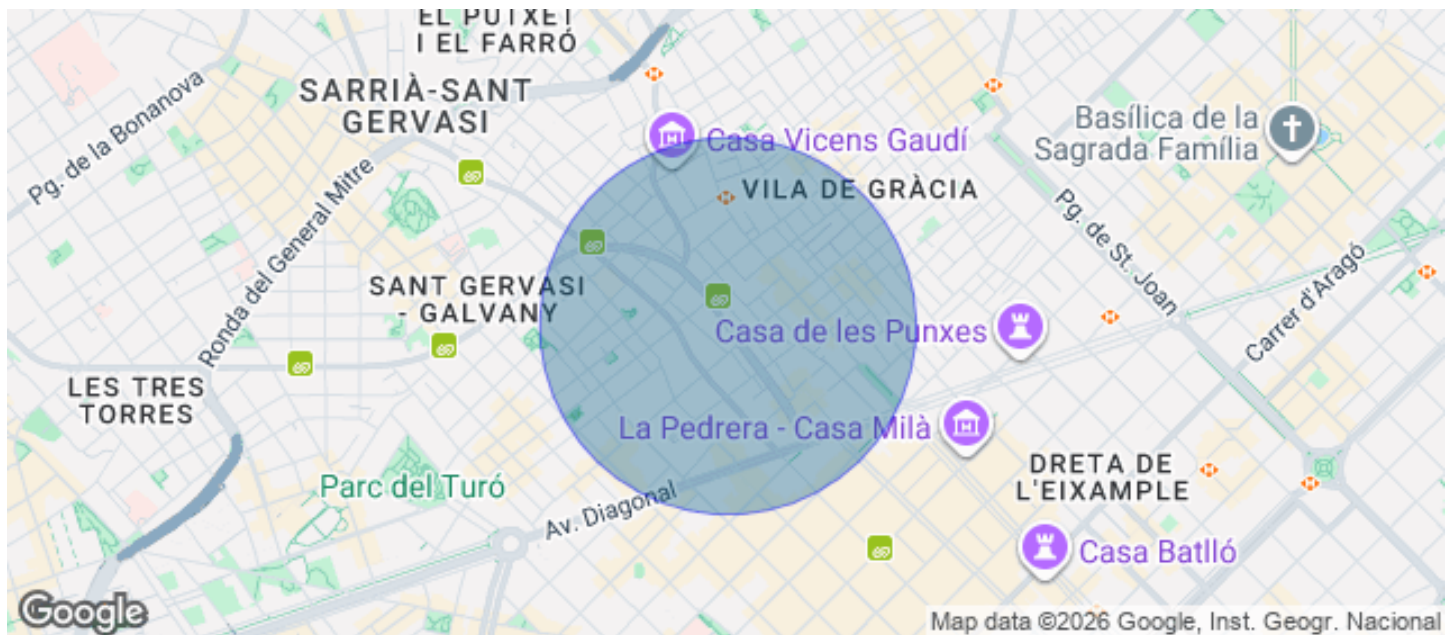 EL PUTXET
I EL FARRÓ
SARRIÀ-SANT
GERVASI
Pg. de la Bonanova
Casa Vicens Gaudí
Basílica de la
Sagrada Família
VILA DE GRÀCIA
Ronda del General Mitre
Pg. de St. Joan
SANT GERVASI
- GALVANY
Carrer d'Aragó
Casa de les Punxes
LES TRES
TORRES
La Pedrera - Casa Milà
DRETA DE
L'EIXAMPLE
Parc del Turó
Av. Diagonal
Casa Batlló
Google
Map data ©2026 Google, Inst. Geogr. Nacional